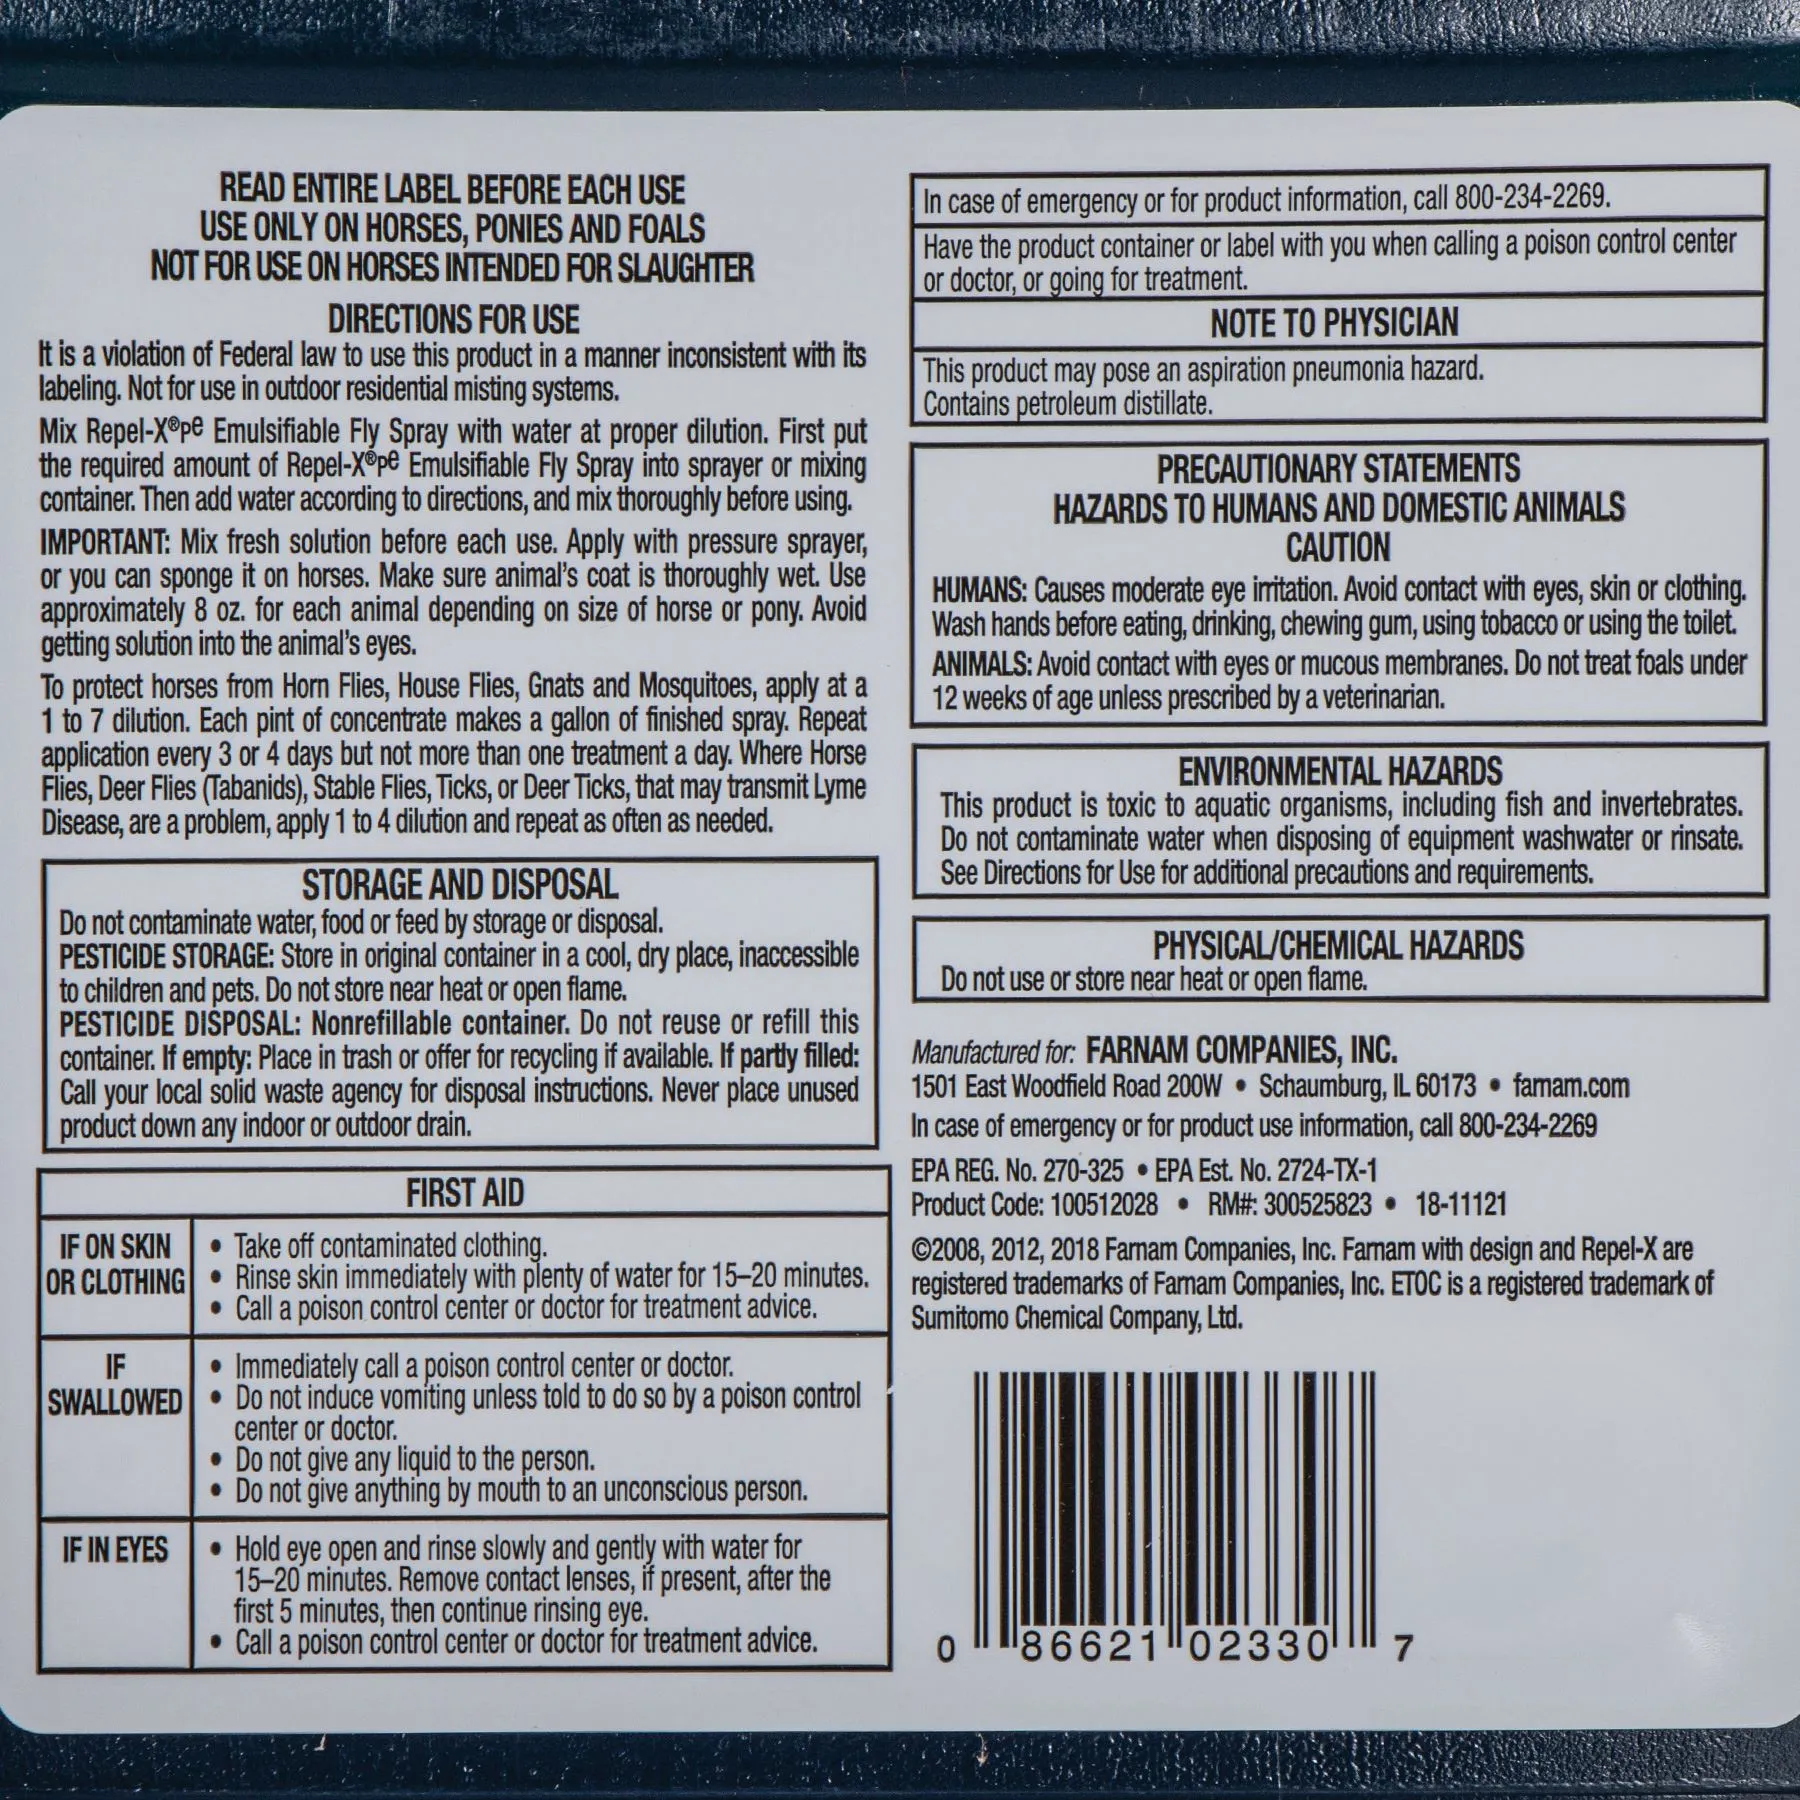 READ ENTIRE LABEL BEFORE EACH USE
USE ONLY ON HORSES, PONIES AND FOALS
NOT FOR USE ON HORSES INTENDED FOR SLAUGHTER
DIRECTIONS FOR USE
It is a violation of Federal law to use this product in a manner inconsistent with its
labeling. Not for use in outdoor residential misting systems.
Mix Repel-X®pe Emulsifiable Fly Spray with water at proper dilution. First put
the required amount of Repel-X®pe Emulsifiable Fly Spray into sprayer or mixing
container. Then add water according to directions, and mix thoroughly before using.
IMPORTANT: Mix fresh solution before each use. Apply with pressure sprayer,
or you can sponge it on horses. Make sure animal's coat is thoroughly wet. Use
approximately 8 oz. for each animal depending on size of horse or pony. Avoid
getting solution into the animal's eyes.
To protect horses from Horn Flies, House Flies, Gnats and Mosquitoes, apply at a
1 to 7 dilution. Each pint of concentrate makes a gallon of finished spray. Repeat
application every 3 or 4 days but not more than one treatment a day. Where Horse
Flies, Deer Flies (Tabanids), Stable Flies, Ticks, or Deer Ticks, that may transmit Lyme
Disease, are a problem, apply 1 to 4 dilution and repeat as often as needed.
STORAGE AND DISPOSAL
Do not contaminate water, food or feed by storage or disposal.
PESTICIDE STORAGE: Store in original container in a cool, dry place, inaccessible
to children and pets. Do not store near heat or open flame.
PESTICIDE DISPOSAL: Nonrefillable container. Do not reuse or refill this
container. If empty: Place in trash or offer for recycling if available. If partly filled:
Call your local solid waste agency for disposal instructions. Never place unused
product down any indoor or outdoor drain.
FIRST AID
IF ON SKIN
OR CLOTHING
• Take off contaminated clothing.
• Rinse skin immediately with plenty of water for 15–20 minutes.
• Call a poison control center or doctor for treatment advice.
IF
SWALLOWED
• Immediately call a poison control center or doctor.
• Do not induce vomiting unless told to do so by a poison control
center or doctor.
• Do not give any liquid to the person.
• Do not give anything by mouth to an unconscious person.
IF IN EYES
• Hold eye open and rinse slowly and gently with water for
15–20 minutes. Remove contact lenses, if present, after the
first 5 minutes, then continue rinsing eye.
• Call a poison control center or doctor for treatment advice.
In case of emergency or for product information, call 800-234-2269.
Have the product container or label with you when calling a poison control center
or doctor, or going for treatment.
NOTE TO PHYSICIAN
This product may pose an aspiration pneumonia hazard.
Contains petroleum distillate.
PRECAUTIONARY STATEMENTS
HAZARDS TO HUMANS AND DOMESTIC ANIMALS
CAUTION
HUMANS: Causes moderate eye irritation. Avoid contact with eyes, skin or clothing.
Wash hands before eating, drinking, chewing gum, using tobacco or using the toilet.
ANIMALS: Avoid contact with eyes or mucous membranes. Do not treat foals under
12 weeks of age unless prescribed by a veterinarian.
ENVIRONMENTAL HAZARDS
This product is toxic to aquatic organisms, including fish and invertebrates.
Do not contaminate water when disposing of equipment washwater or rinsate.
See Directions for Use for additional precautions and requirements.
PHYSICAL/CHEMICAL HAZARDS
Do not use or store near heat or open flame.
Manufactured for: FARNAM COMPANIES, INC.
1501 East Woodfield Road 200W • Schaumburg, IL 60173 • farnam.com
In case of emergency or for product use information, call 800-234-2269
EPA REG. No. 270-325 • EPA Est. No. 2724-TX-1
Product Code: 100512028 • RM#: 300525823 • 18-11121
©2008, 2012, 2018 Farnam Companies, Inc. Farnam with design and Repel-X are
registered trademarks of Farnam Companies, Inc. ETOC is a registered trademark of
Sumitomo Chemical Company, Ltd.
0 86621 02330 7